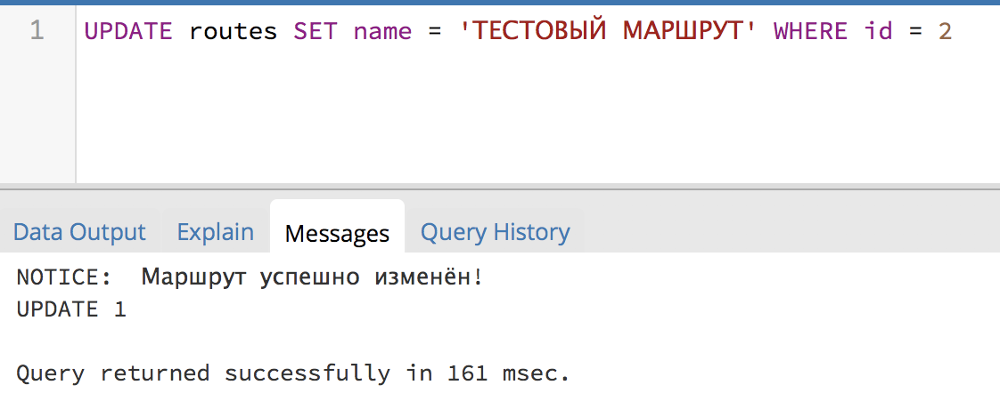 1 UPDATE routes SET name = 'ТЕСТОВЫЙ МАРШРУТ' WHERE id = 2
Data Output Explain Messages Query History
NOTICE:  Маршрут успешно изменён!
UPDATE 1
Query returned successfully in 161 msec.